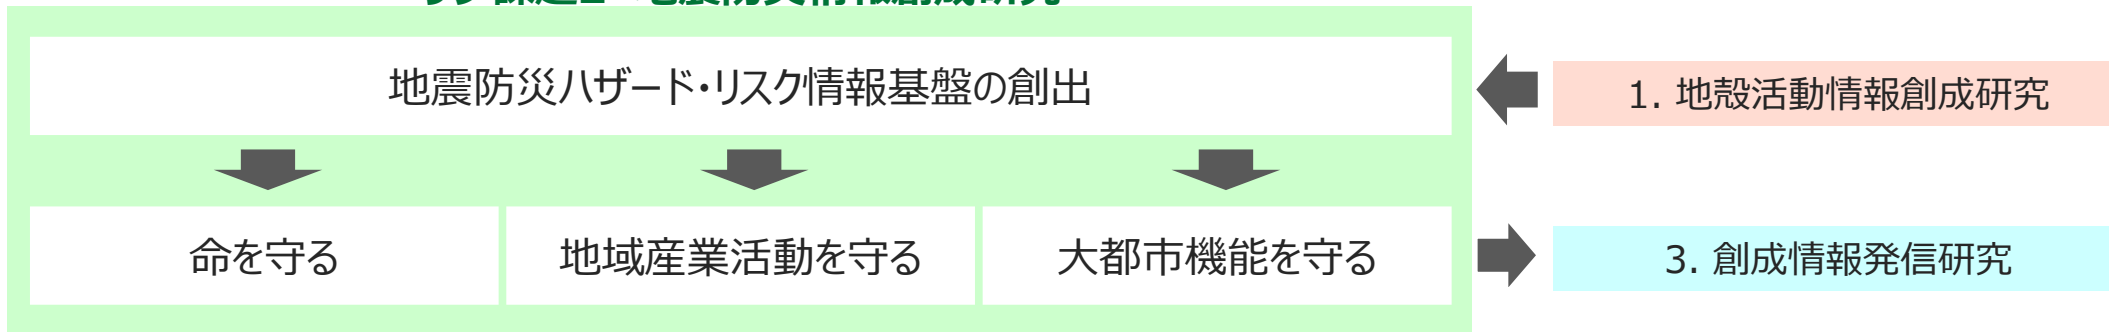 地震防災ハザード・リスク情報基盤の創出
1. 地殻活動情報創成研究
命を守る
地域産業活動を守る
大都市機能を守る
3. 創成情報発信研究